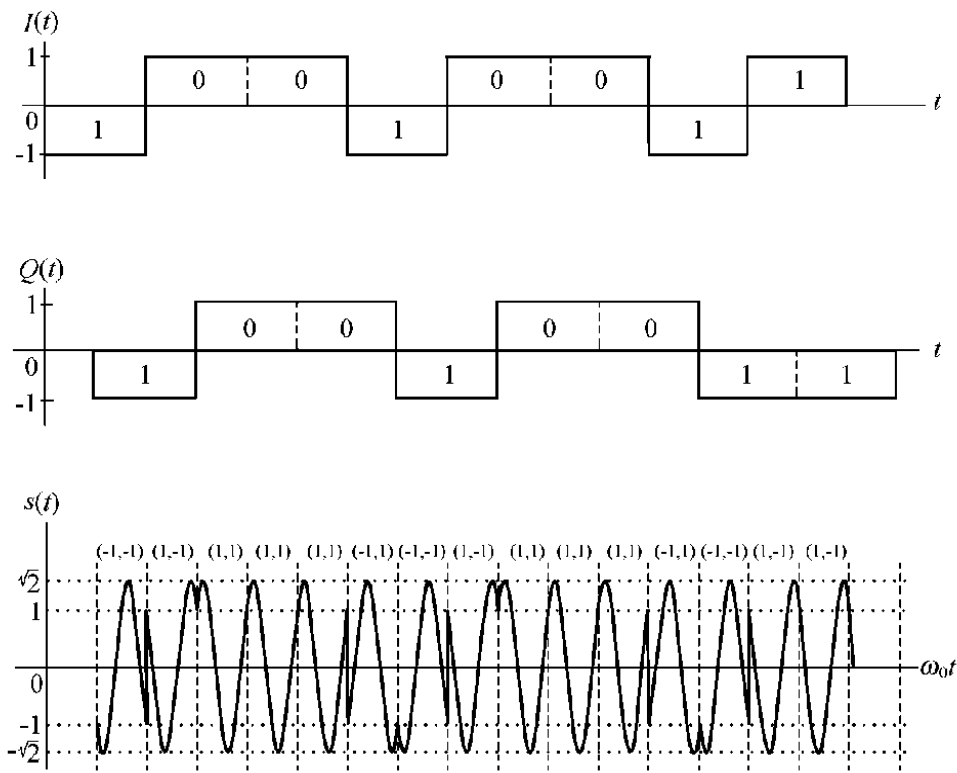 I(t)
1
0 0 0 0 1
t
0
1 1 1
-1
Q(t)
1
0 0 0 0
t
0
1 1 1 1
-1
s(t)
(-1,-1) (1,-1) (1,1) (1,1) (1,1) (-1,1) (-1,-1) (1,-1) (1,1) (1,1) (1,1) (-1,1) (-1,-1) (1,-1) (1,-1)
√2
1
0
ω₀t
-1
-√2